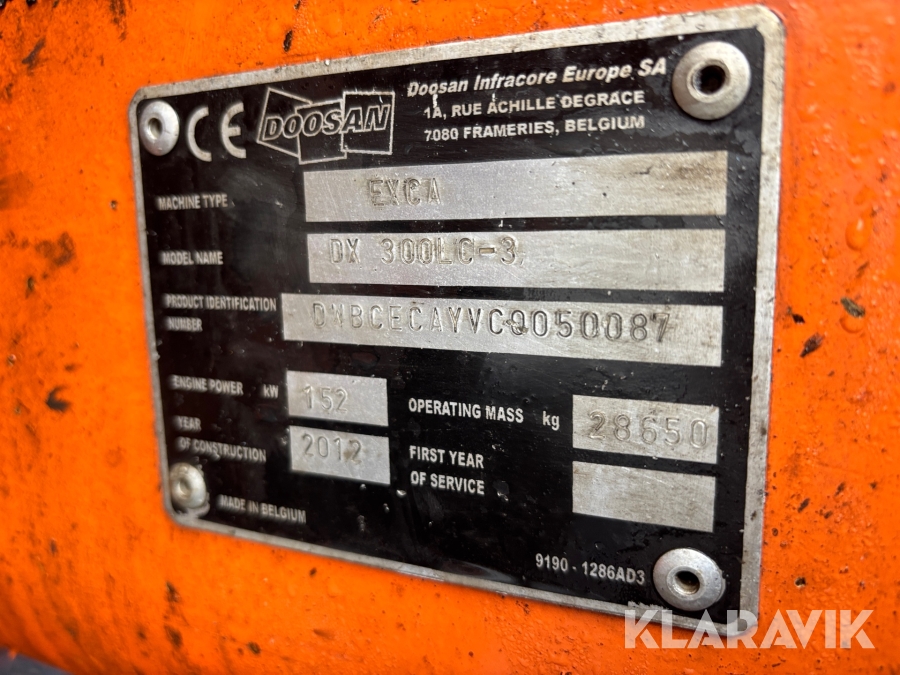 CE DOOSAN Doosan Infracore Europe SA
1A, RUE ACHILLE DEGRACE
7080 FRAMERIES, BELGIUM
MACHINE TYPE EXCA
MODEL NAME DX 300LC-3
PRODUCT IDENTIFICATION
NUMBER DWBCECAYVC0050087
ENGINE POWER kW 152 OPERATING MASS kg 28650
YEAR
OF CONSTRUCTION 2012 FIRST YEAR
OF SERVICE
MADE IN BELGIUM
9190 - 1286AD3
KLARAVIK